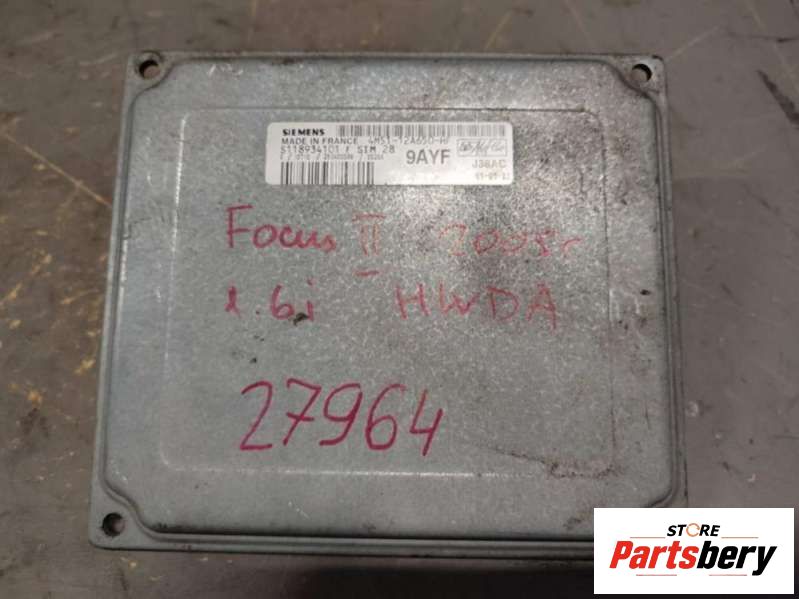 SIEMENS
MADE IN FRANCE 4M51-12A650-HF
S118934101 F SIM 28 9AYF
J38AC
Focus II 2005г
1.6i HWDA
27964
STORE
Partsbery